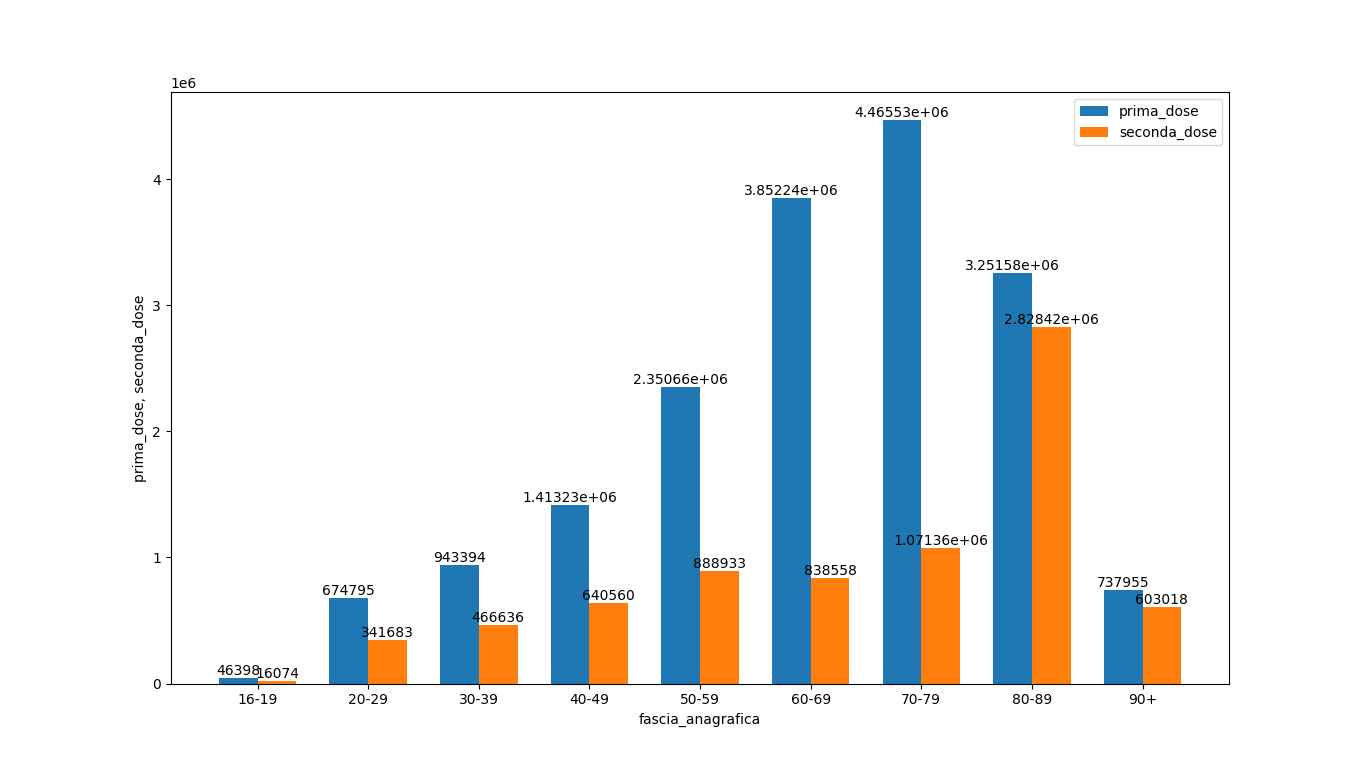 1e6
prima_dose
seconda_dose
prima_dose, seconda_dose
4
3
2
1
0
46398
16074
674795
341683
943394
466636
1.41323e+06
640560
2.35066e+06
888933
3.85224e+06
838558
4.46553e+06
1.07136e+06
3.25158e+06
2.82842e+06
737955
603018
16-19 20-29 30-39 40-49 50-59 60-69 70-79 80-89 90+
fascia_anagrafica